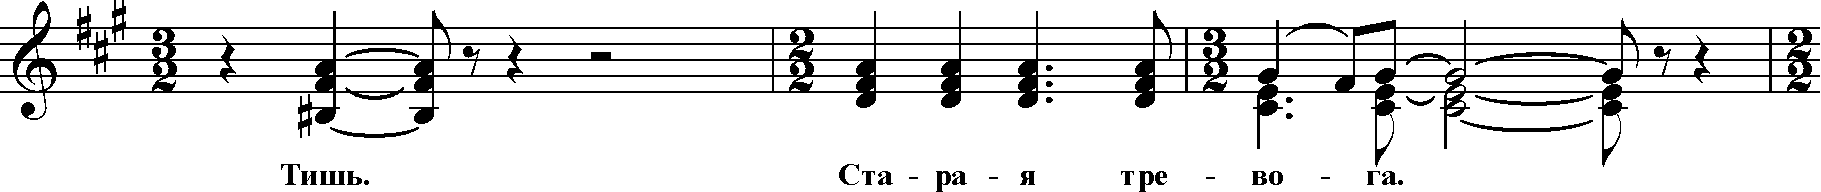 Тишь. Ста - ра - я тре - во - га.